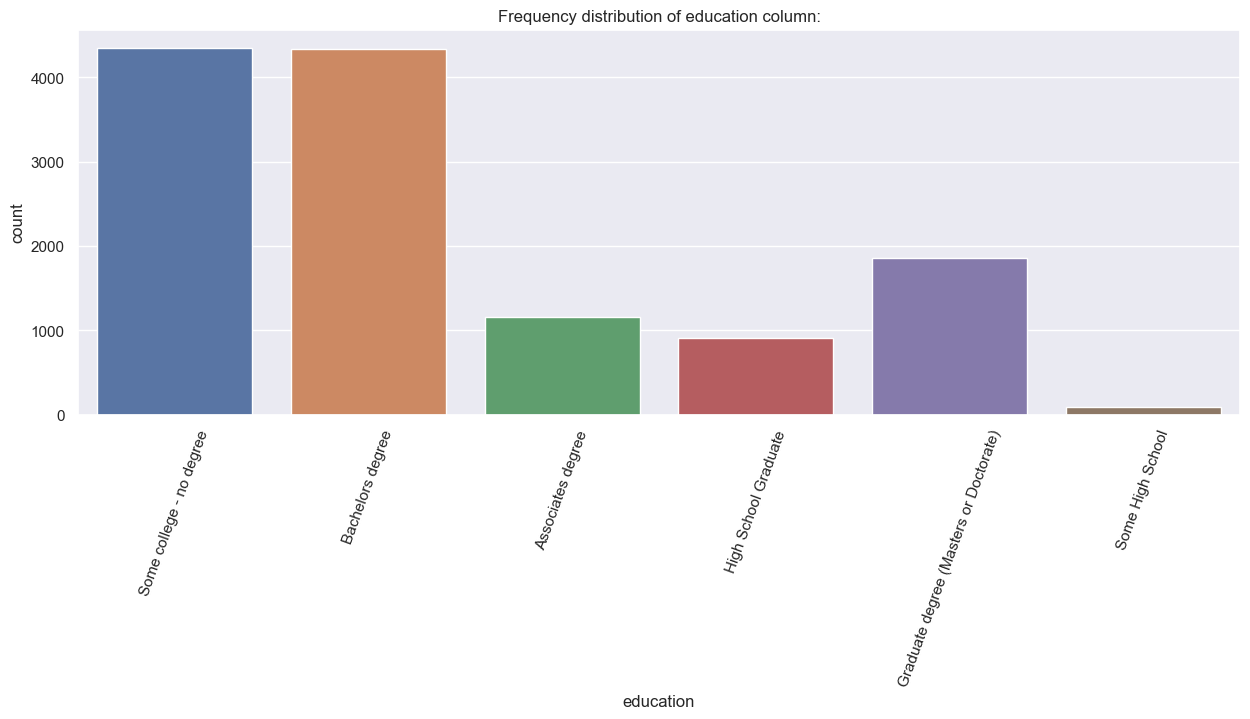 Frequency distribution of education column:
4000
3000
2000
1000
0
count
Some college - no degree
Bachelors degree
Associates degree
High School Graduate
Graduate degree (Masters or Doctorate)
Some High School
education